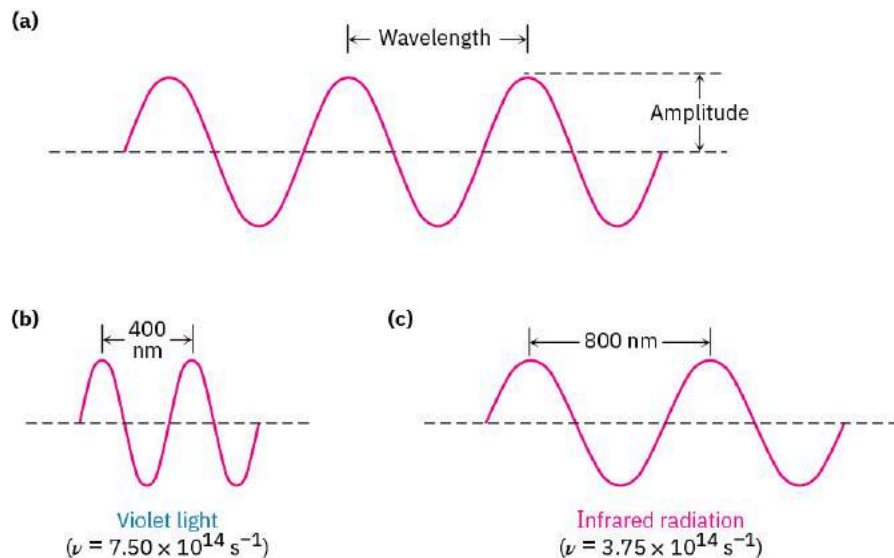 (a)
Wavelength
Amplitude
(b)
400
nm
Violet light
(ν = 7.50 × 10¹⁴ s⁻¹)
(c)
800 nm
Infrared radiation
(ν = 3.75 × 10¹⁴ s⁻¹)